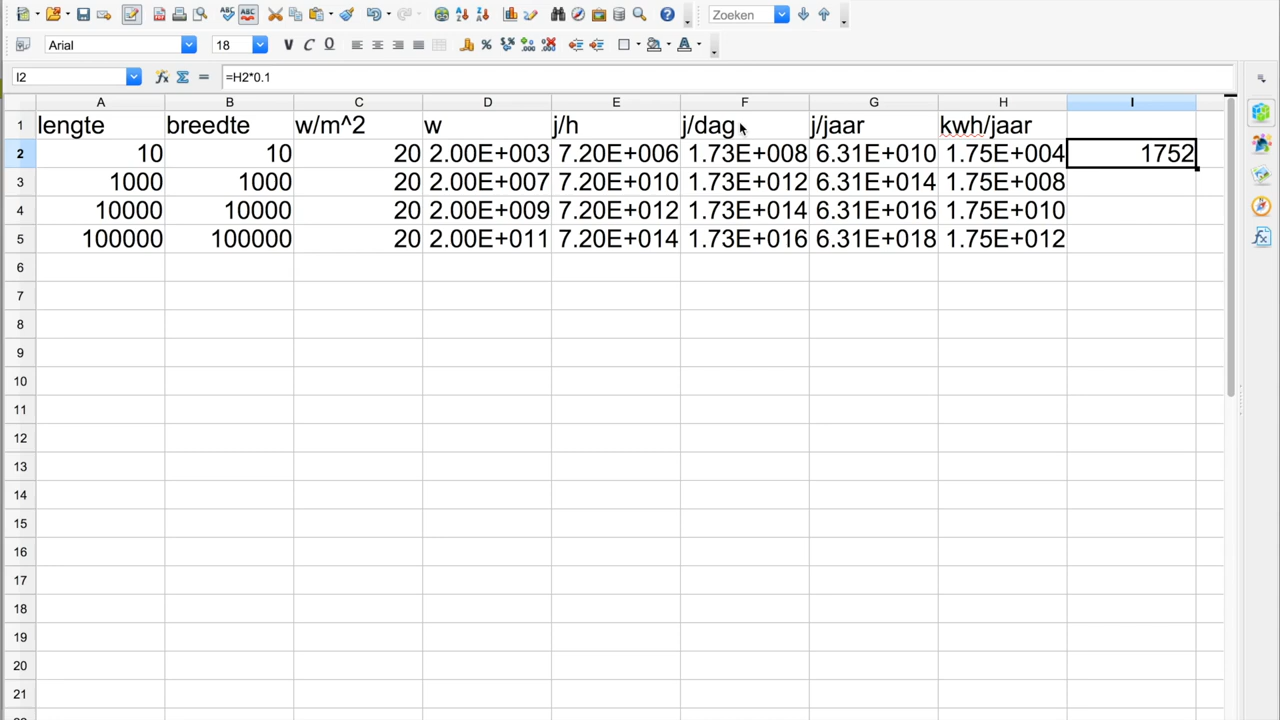 Zoeken
Arial 18 V C O
I2 =H2*0.1
A B C D E F G H I
1 lengte breedte w/m^2 w j/h j/dag j/jaar kwh/jaar
2 10 10 20 2.00E+003 7.20E+006 1.73E+008 6.31E+010 1.75E+004 1752
3 1000 1000 20 2.00E+007 7.20E+010 1.73E+012 6.31E+014 1.75E+008
4 10000 10000 20 2.00E+009 7.20E+012 1.73E+014 6.31E+016 1.75E+010
5 100000 100000 20 2.00E+011 7.20E+014 1.73E+016 6.31E+018 1.75E+012
6
7
8
9
10
11
12
13
14
15
16
17
18
19
20
21